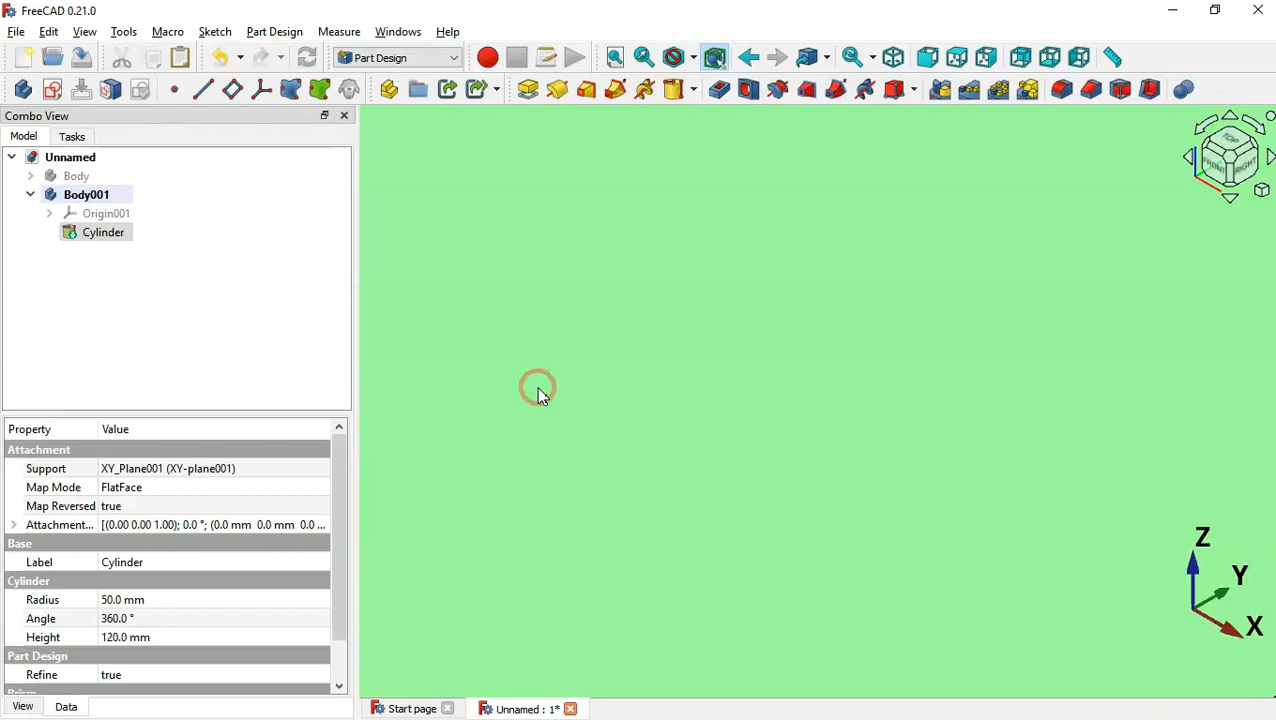 FreeCAD 0.21.0
File Edit View Tools Macro Sketch Part Design Measure Windows Help
Part Design
Combo View
Model Tasks
Unnamed
Body
Body001
Origin001
Cylinder
Property Value
Attachment
Support XY_Plane001 (XY-plane001)
Map Mode FlatFace
Map Reversed true
Attachment... [(0.00 0.00 1.00); 0.0 °; (0.0 mm 0.0 mm 0.0 ...
Base
Label Cylinder
Cylinder
Radius 50.0 mm
Angle 360.0 °
Height 120.0 mm
Part Design
Refine true
Prism
View Data
Start page Unnamed : 1*
TOP
FRONT RIGHT
Z
Y
X